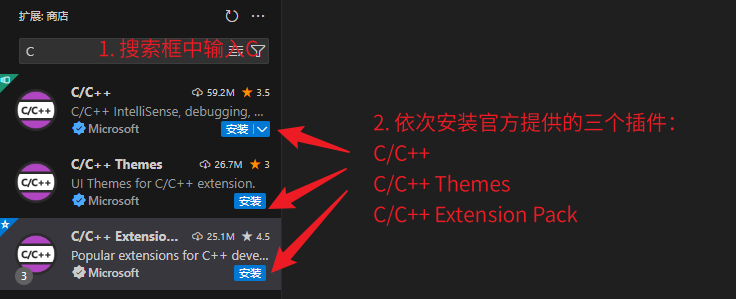 扩展: 商店
C
1. 搜索框中输入C
C/C++ 59.2M 3.5
C/C++ IntelliSense, debugging, ...
Microsoft 安装
C/C++ Themes 26.7M 3
UI Themes for C/C++ extension.
Microsoft 安装
C/C++ Extensio... 25.1M 4.5
Popular extensions for C++ deve...
3 Microsoft 安装
2. 依次安装官方提供的三个插件：
C/C++
C/C++ Themes
C/C++ Extension Pack